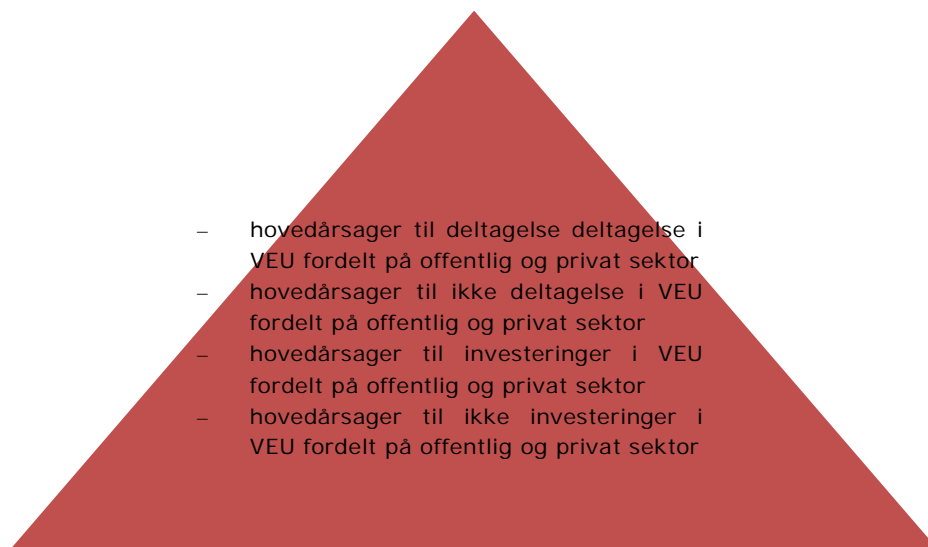 – hovedårsager til deltagelse deltagelse i
VEU fordelt på offentlig og privat sektor
– hovedårsager til ikke deltagelse i VEU
fordelt på offentlig og privat sektor
– hovedårsager til investeringer i VEU
fordelt på offentlig og privat sektor
– hovedårsager til ikke investeringer i
VEU fordelt på offentlig og privat sektor